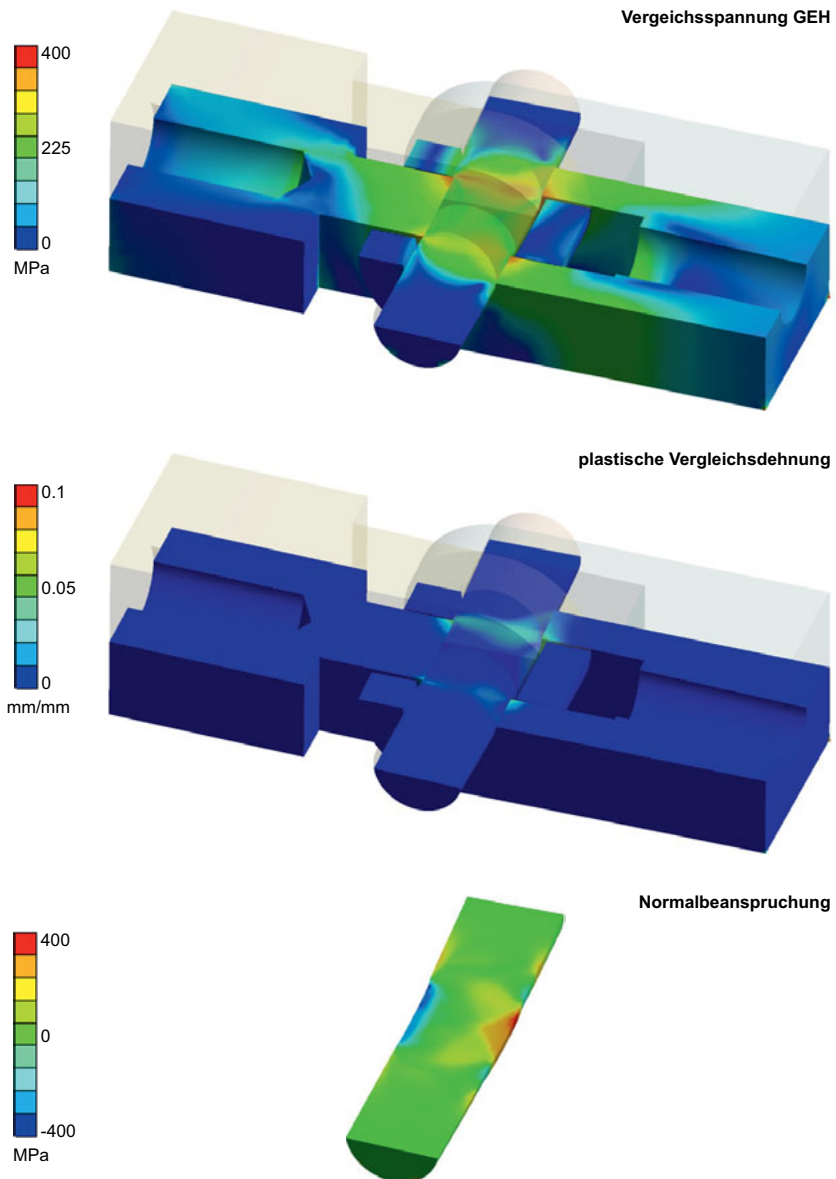 Vergeichsspannung GEH
400
225
0
MPa
plastische Vergleichsdehnung
0.1
0.05
0
mm/mm
Normalbeanspruchung
400
0
-400
MPa